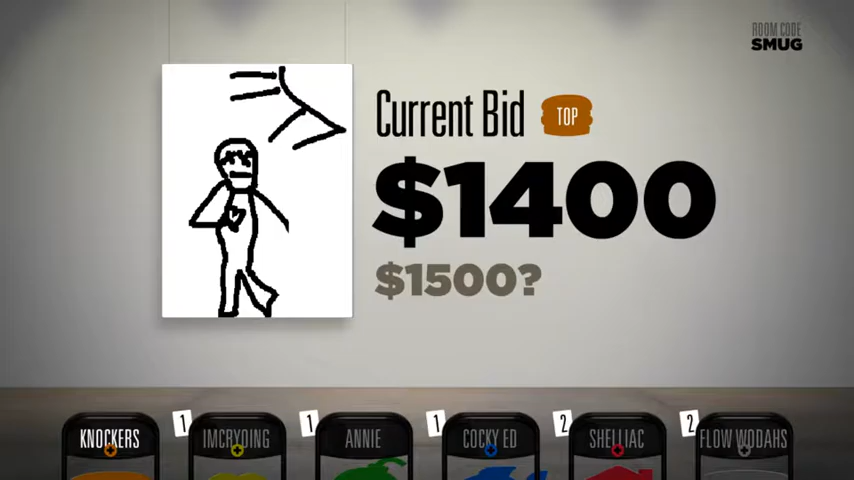 ROOM CODE
SMUG
Current Bid TOP
$1400
$1500?
KNOCKERS 1 IMCRYDING 1 ANNIE 1 COCKY ED 2 SHELLIAC 2 FLOW WODAHS